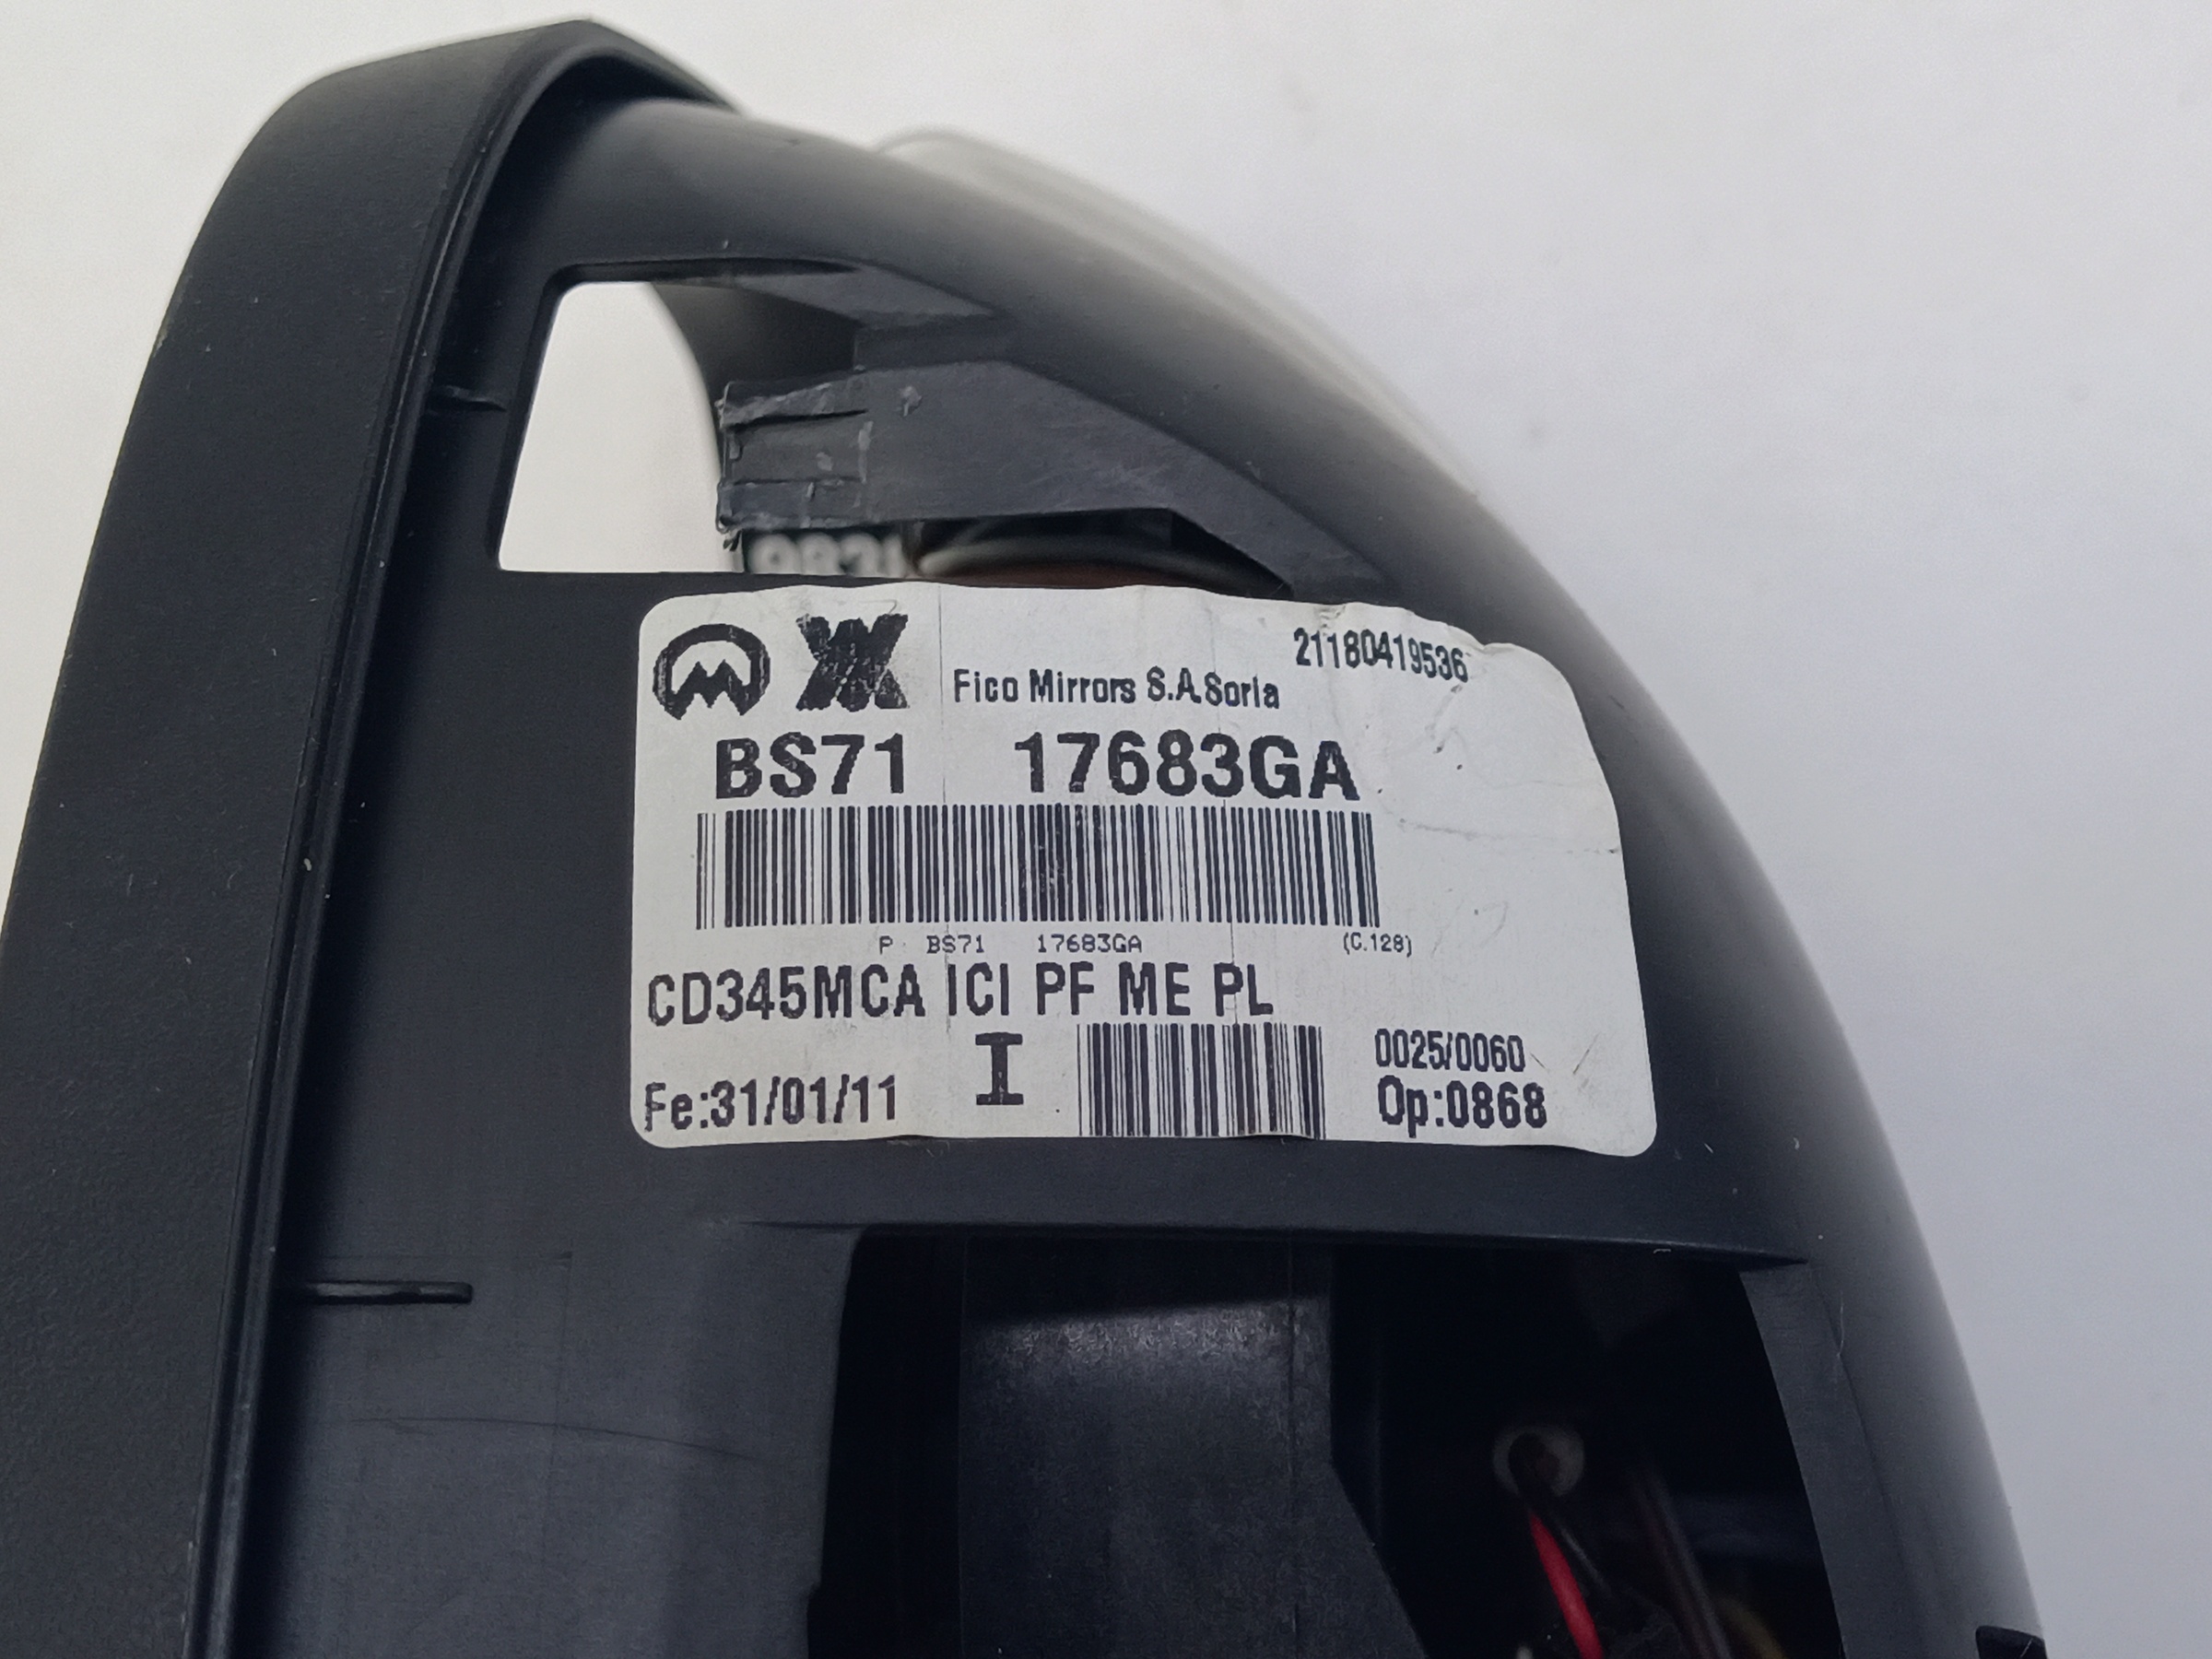 21180419536
Fico Mirrors S.A.Soria
BS71 17683GA
P BS71 17683GA (C.128)
CD345MCA ICI PF ME PL
Fe:31/01/11 I 0025/0060
Op:0868